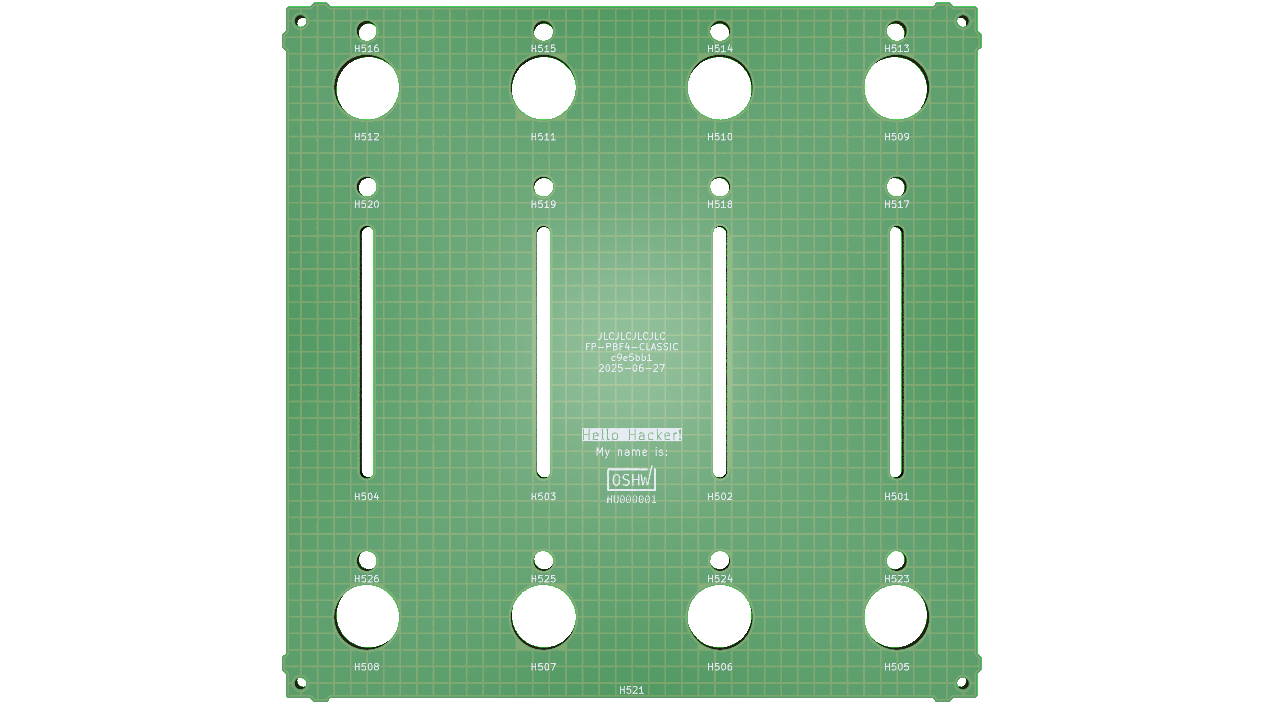 H516 H515 H514 H513
H512 H511 H510 H509
H520 H519 H518 H517
JLCJLCJLCJLC
FP-PBF4-CLASSIC
c9e5bb1
2025-06-27
Hello Hacker!
My name is:
OSHW
H504 H503 HU000001 H502 H501
H526 H525 H524 H523
H508 H507 H506 H505
H521